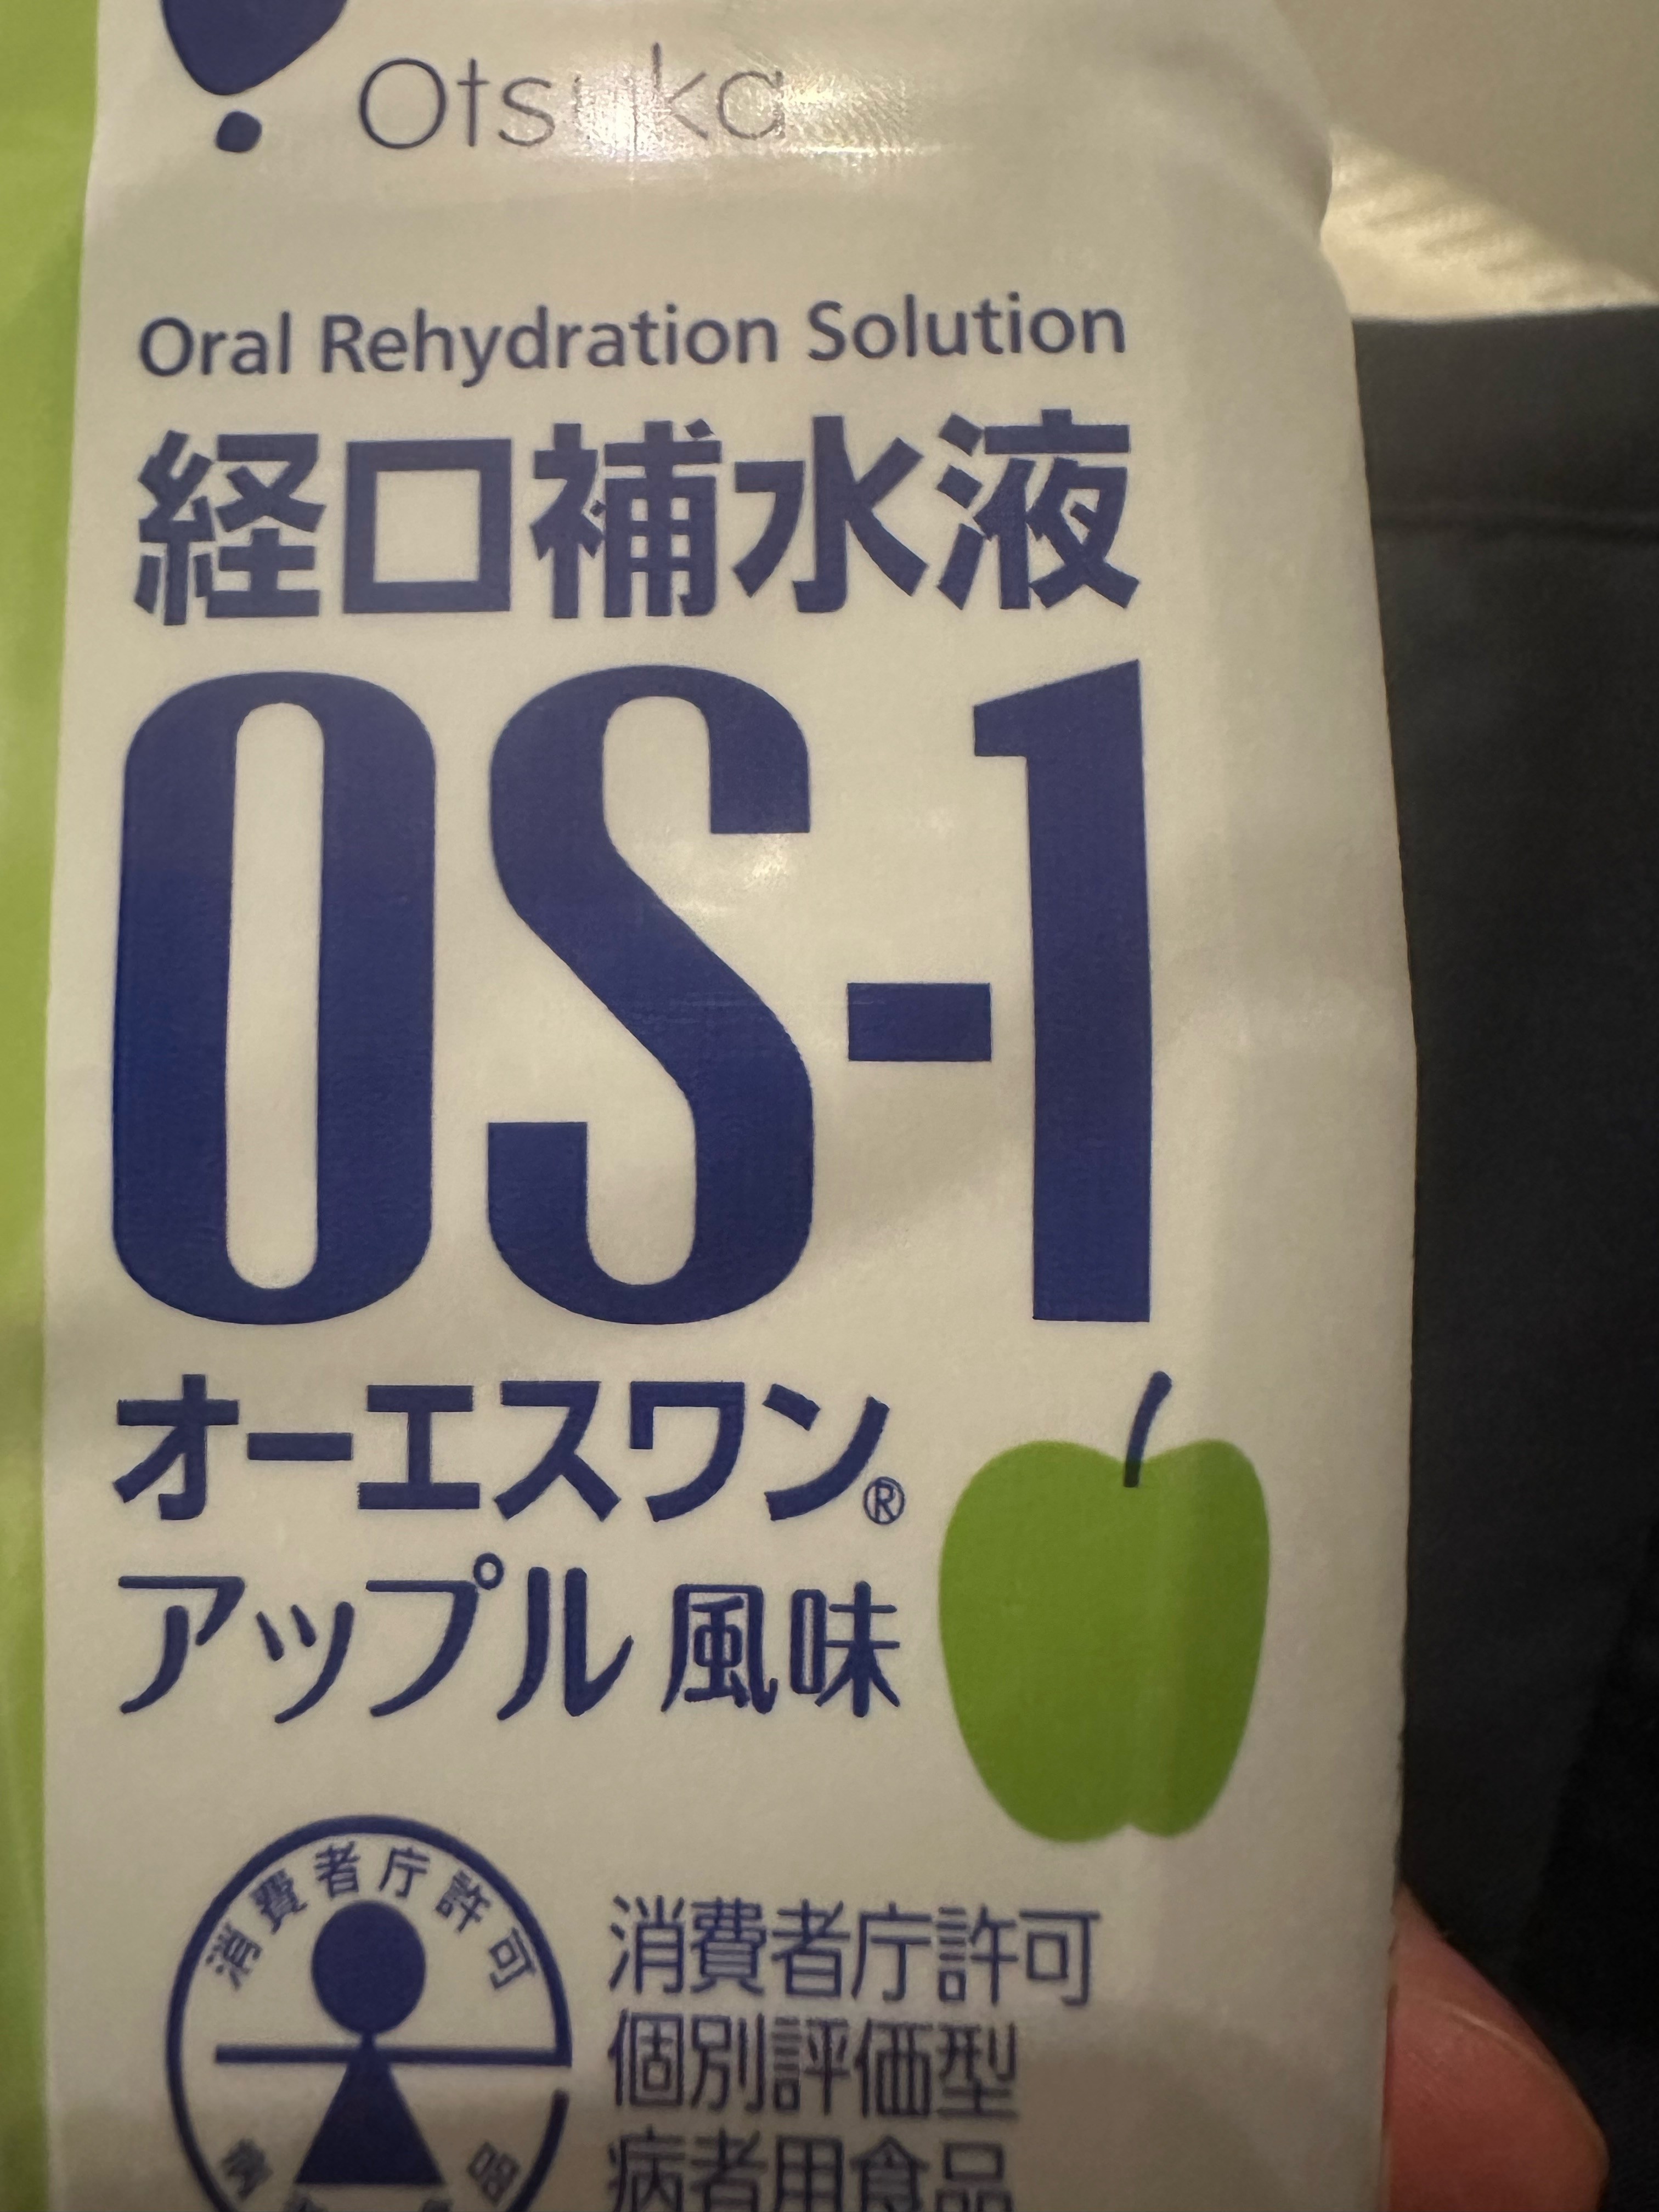 Otsuka
Oral Rehydration Solution
経口補水液
OS-1
オーエスワン®
アップル風味
消費者庁許可
消費者庁許可
個別評価型
病者用食品